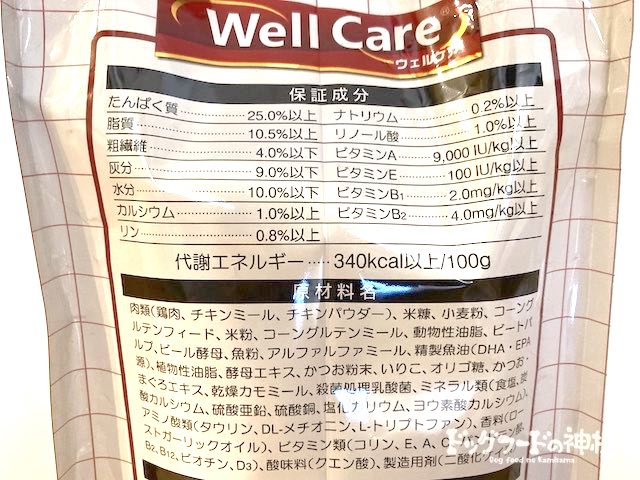 Well Care
ウェルケア
保証成分
たんぱく質 25.0%以上 ナトリウム 0.2%以上
脂質 10.5%以上 リノール酸 1.0%以上
粗繊維 4.0%以下 ビタミンA 9,000 IU/kg以上
灰分 9.0%以下 ビタミンE 100 IU/kg以上
水分 10.0%以下 ビタミンB1 2.0mg/kg以上
カルシウム 1.0%以上 ビタミンB2 4.0mg/kg以上
リン 0.8%以上
代謝エネルギー 340kcal以上/100g
原材料名
肉類(鶏肉、チキンミール、チキンパウダー)、米糠、小麦粉、コーング
ルテンフィード、米粉、コーングルテンミール、動物性油脂、ビートパ
ルプ、ビール酵母、魚粉、アルファルファミール、精製魚油(DHA・EPA
源)、植物性油脂、酵母エキス、かつお粉末、いりこ、オリゴ糖、かつお・
まぐろエキス、乾燥カモミール、殺菌処理乳酸菌、ミネラル類(食塩、炭
酸カルシウム、硫酸亜鉛、硫酸銅、塩化カリウム、ヨウ素酸カルシウム)、
アミノ酸類(タウリン、DL-メチオニン、L-トリプトファン)、香料(ロー
ストガーリックオイル)、ビタミン類(コリン、E、A、C、
B2、B12、ビオチン、D3)、酸味料(クエン酸)、製造用剤(二酸化ケイ素)
ドッグフードの神様
Dog food no Kamisama